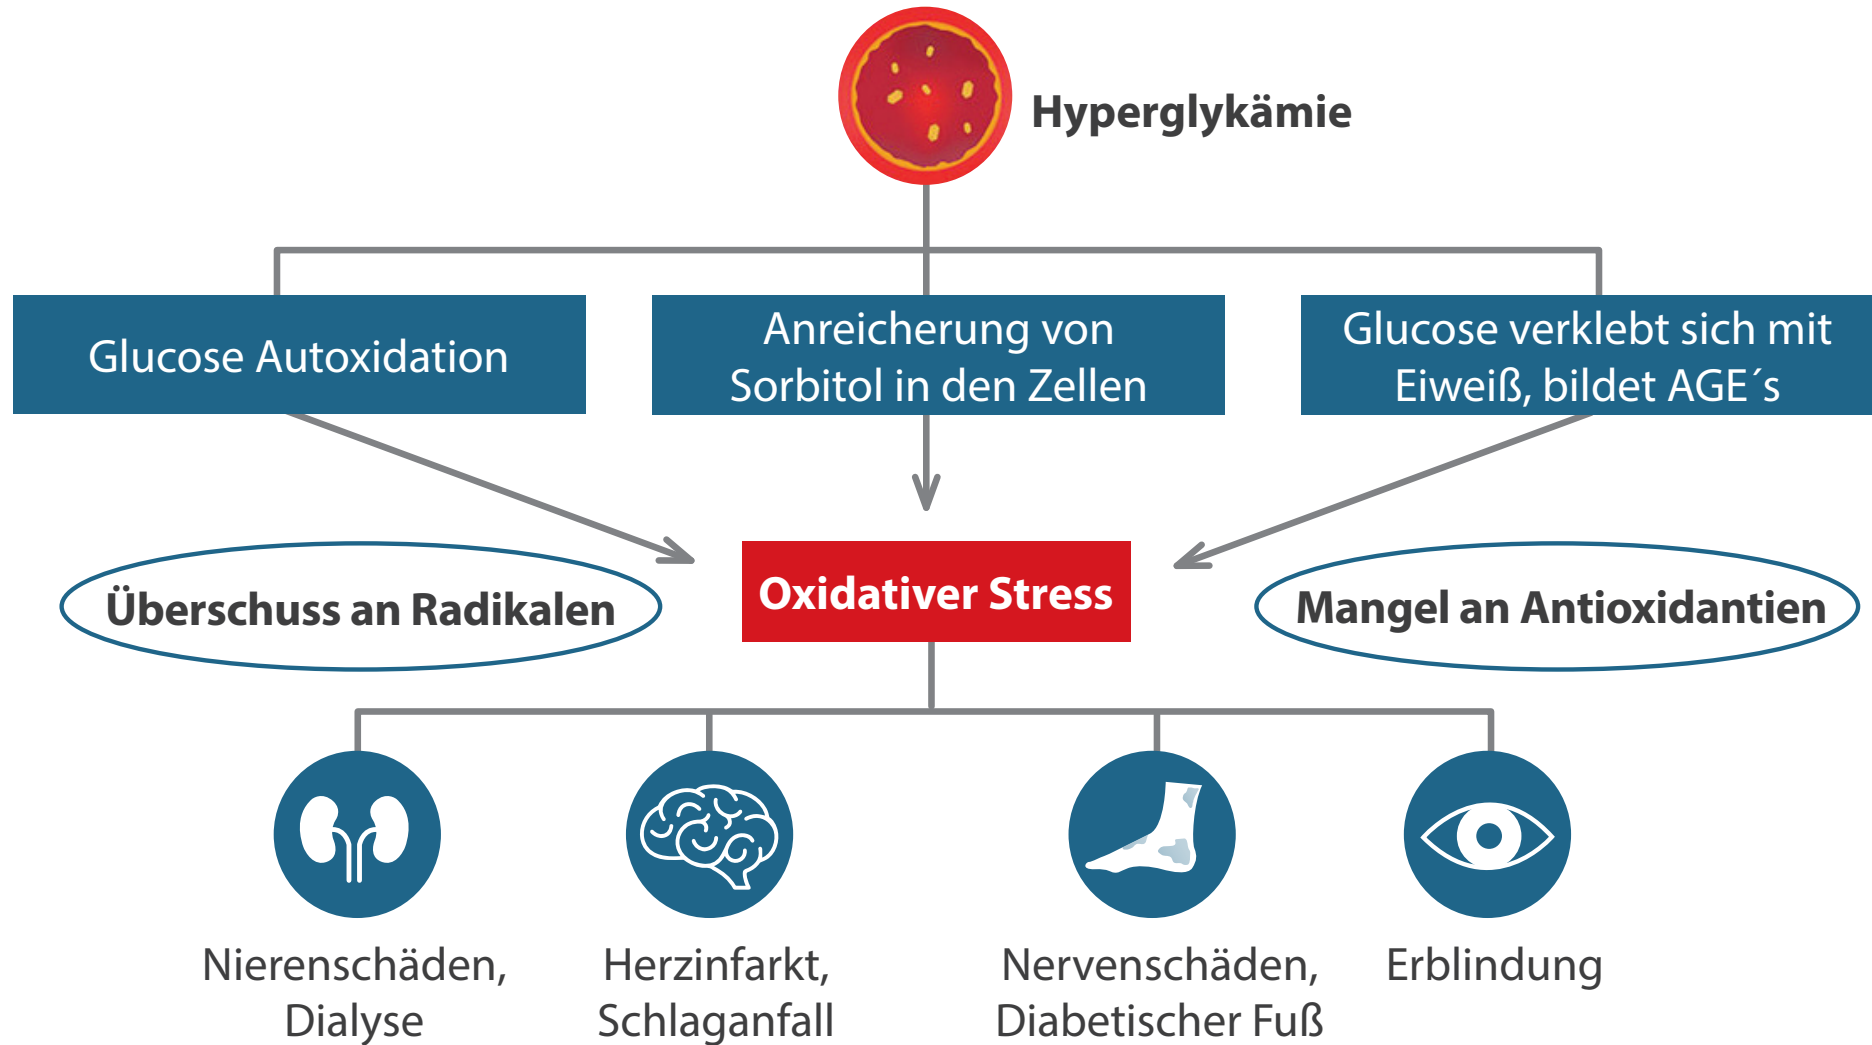 Hyperglykämie
Glucose Autoxidation
Anreicherung von
Sorbitol in den Zellen
Glucose verklebt sich mit
Eiweiß, bildet AGE´s
Überschuss an Radikalen
Oxidativer Stress
Mangel an Antioxidantien
Nierenschäden,
Dialyse
Herzinfarkt,
Schlaganfall
Nervenschäden,
Diabetischer Fuß
Erblindung